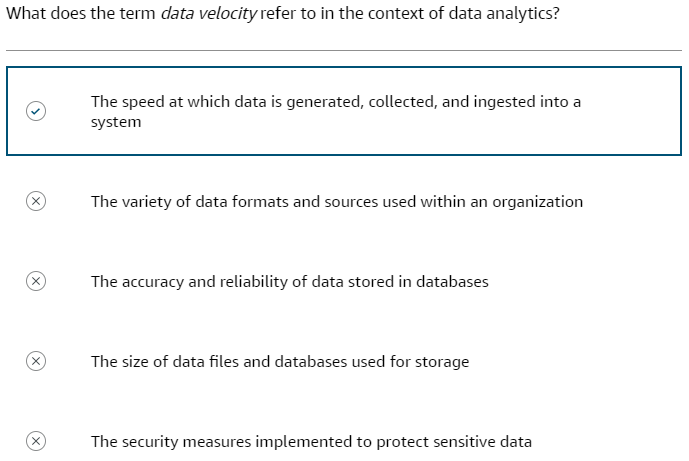 What does the term data velocity refer to in the context of data analytics?
The speed at which data is generated, collected, and ingested into a
system
The variety of data formats and sources used within an organization
The accuracy and reliability of data stored in databases
The size of data files and databases used for storage
The security measures implemented to protect sensitive data